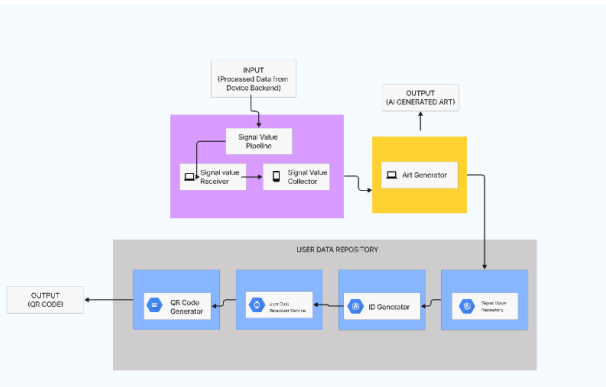 INPUT
(Processed Data from
Device Backend)
OUTPUT
(AI GENERATED ART)
Signal Value
Pipeline
Signal value
Receiver
Signal Value
Collector
Art Generator
USER DATA REPOSITORY
OUTPUT
(QR CODE)
QR Code
Generator
User Data
Service
ID Generator
Signal
Repository